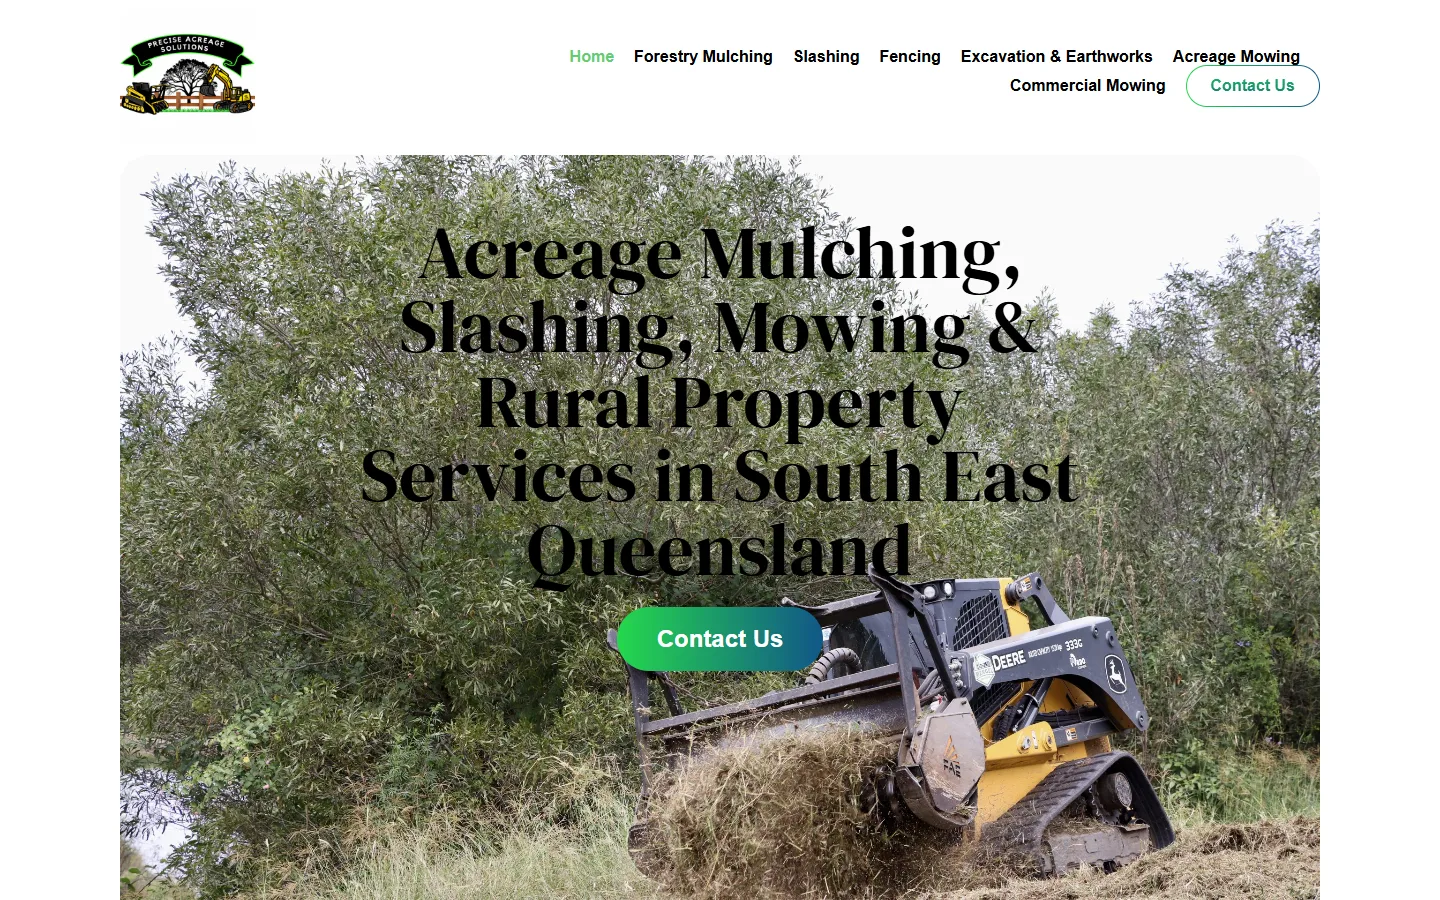 PRECISE ACREAGE
SOLUTIONS
Home Forestry Mulching Slashing Fencing Excavation & Earthworks Acreage Mowing
Commercial Mowing Contact Us
Acreage Mulching,
Slashing, Mowing &
Rural Property
Services in South East
Queensland
Contact Us
DEERE
333G
FAE